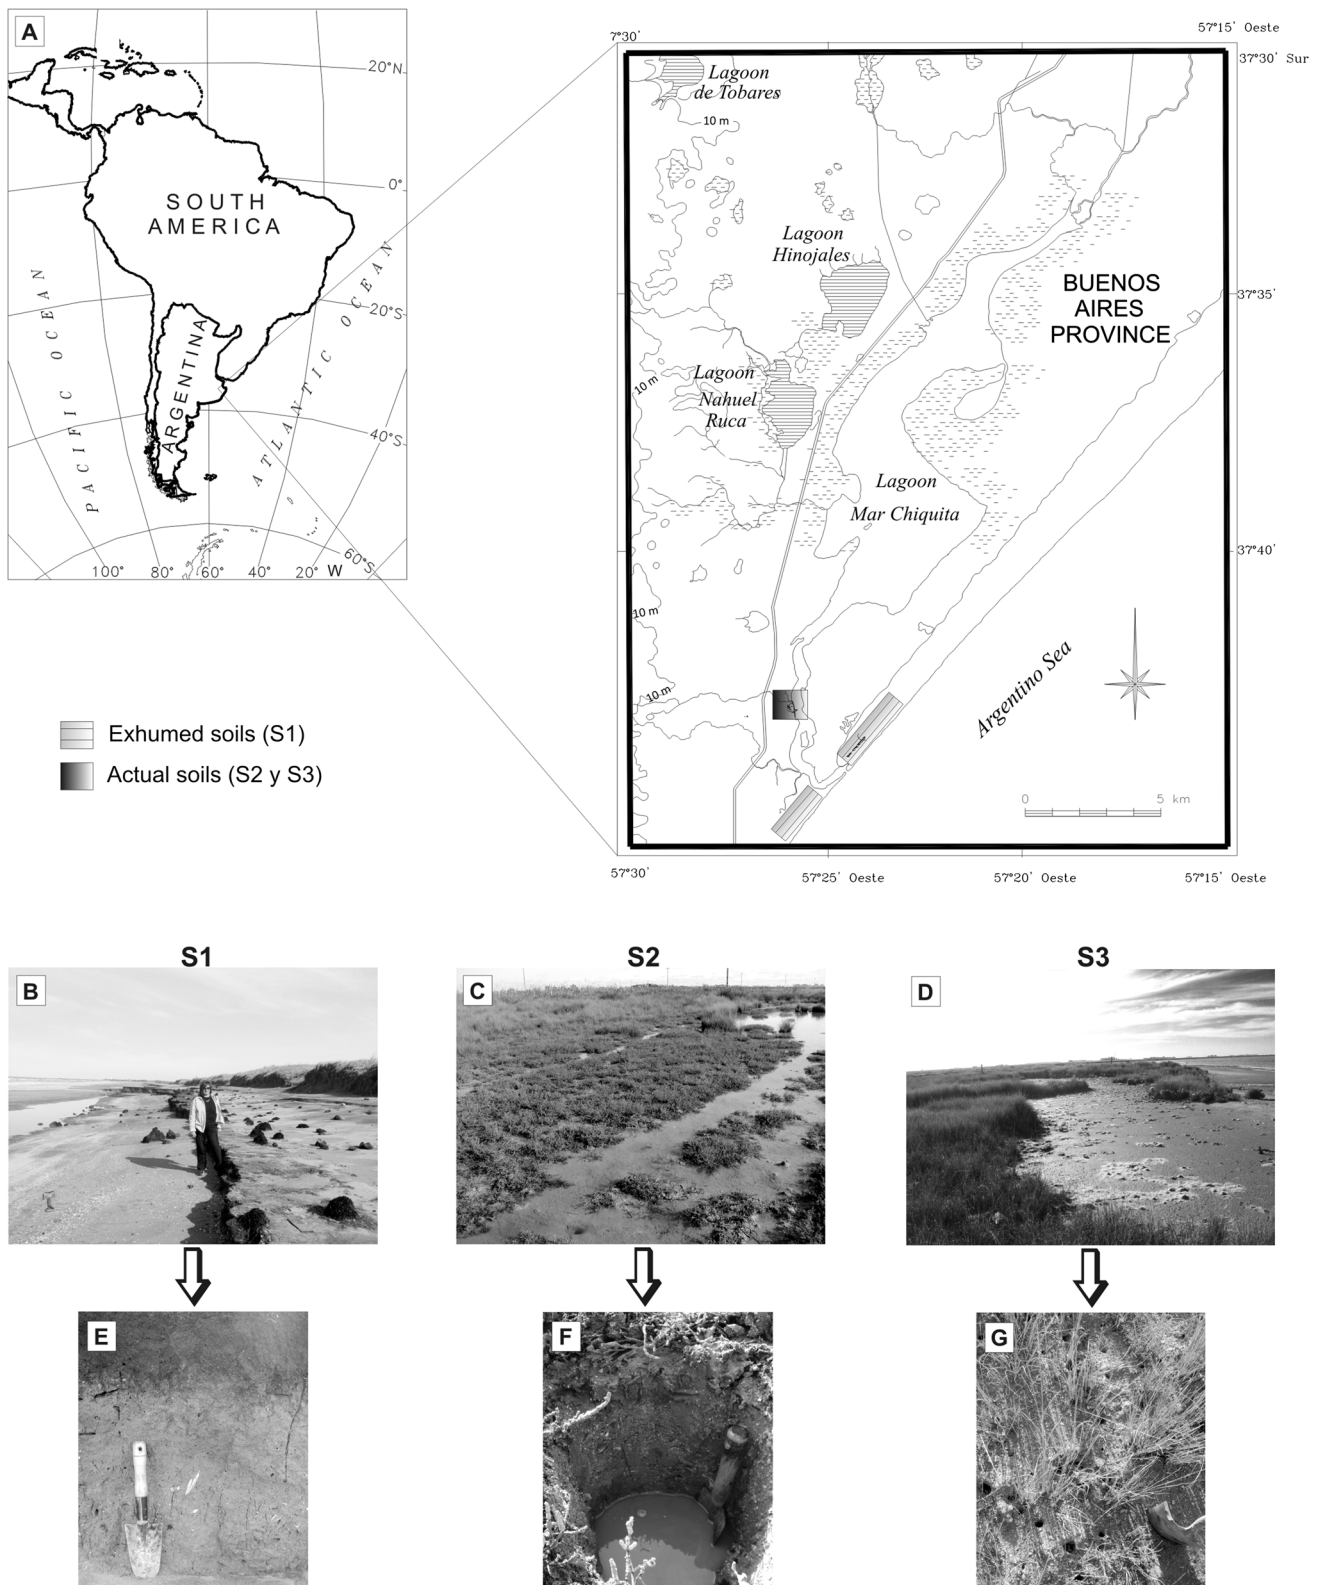 A
20°N
0°
20°S
40°S
60°S
SOUTH
AMERICA
ARGENTINA
PACIFIC OCEAN
ATLANTIC OCEAN
100° 80° 60° 40° 20° W
Exhumed soils (S1)
Actual soils (S2 y S3)
7°30'
57°15' Oeste
37°30' Sur
Lagoon
de Tobares
10 m
Lagoon
Hinojales
BUENOS
AIRES
PROVINCE
37°35'
10 m
Lagoon
Nahuel
Ruca
Lagoon
Mar Chiquita
37°40'
10 m
10 m
Argentino Sea
0 5 km
57°30' 57°25' Oeste 57°20' Oeste 57°15' Oeste
S1 S2 S3
B C D
E F G